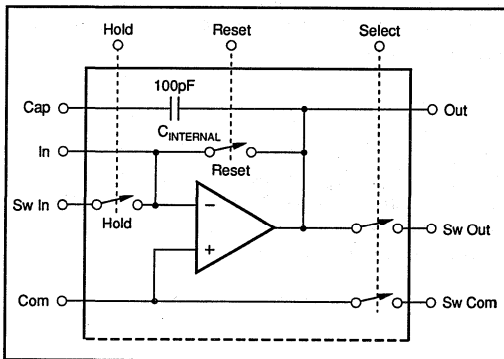 Hold Reset Select
100pF
Cap Out
C_INTERNAL
In
Reset
Sw In
Hold
−
+
Sw Out
Com Sw Com